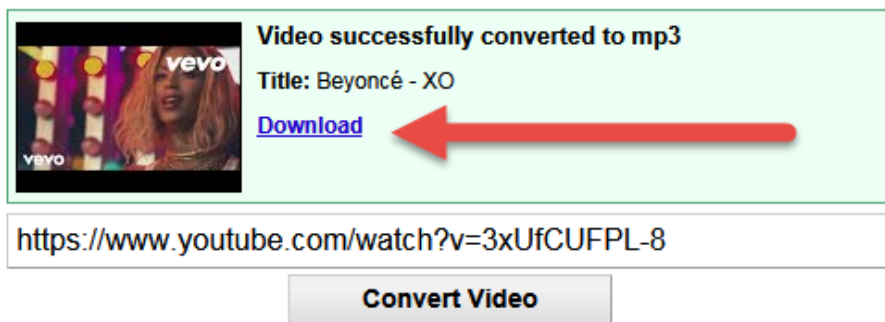 Video successfully converted to mp3
vevo
Title: Beyoncé - XO
Download
vevo
https://www.youtube.com/watch?v=3xUfCUFPL-8
Convert Video